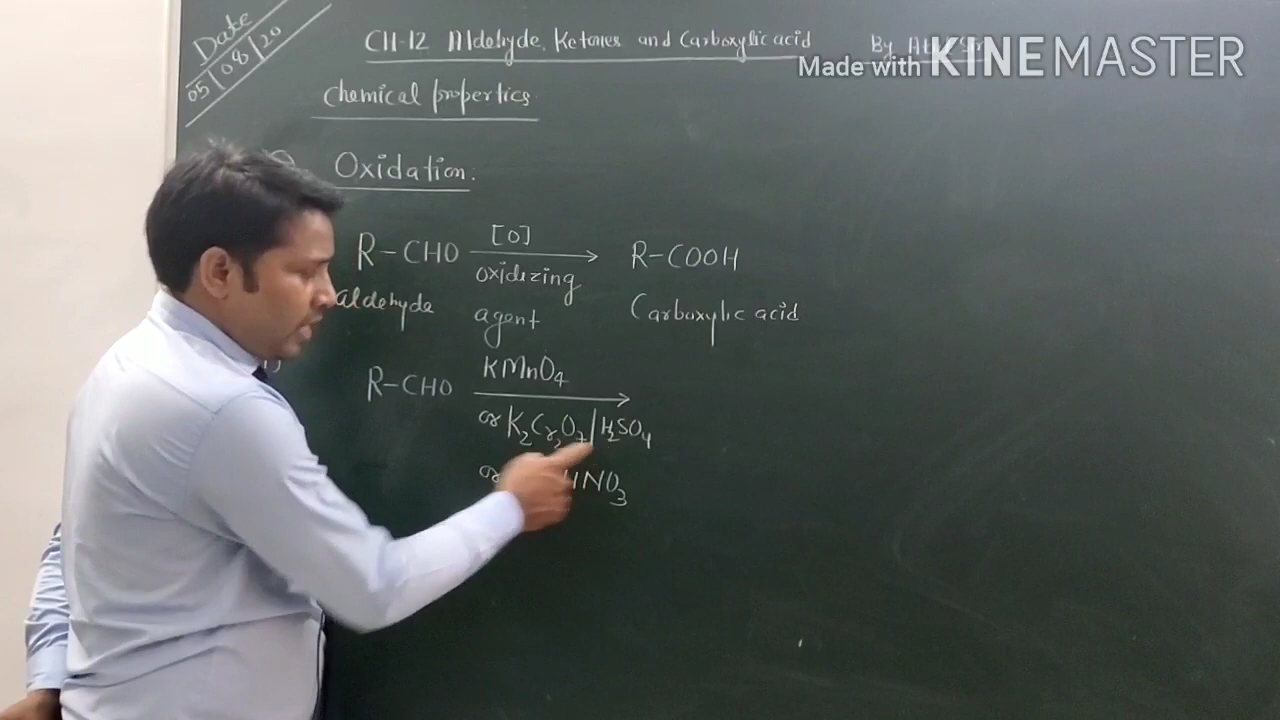 Date
05/08/20
CH-12 Aldehyde, Ketones and Carboxylic acid By
Made with KINEMASTER
Chemical properties
Oxidation.
R-CHO [O] R-COOH
oxidizing
aldehyde agent Carboxylic acid
R-CHO KMnO4
or K2Cr2O7/H2SO4
or HNO3